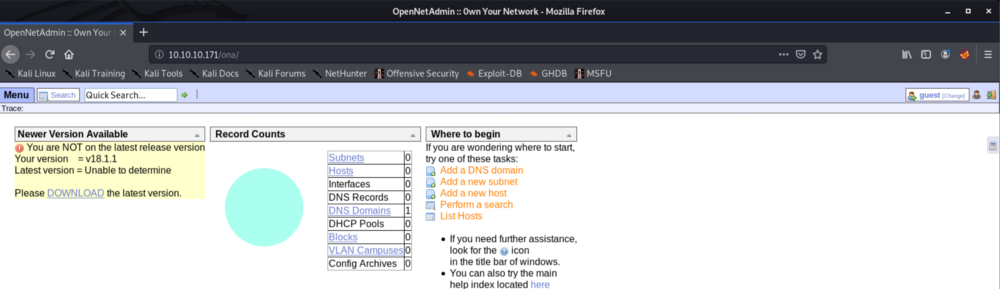 OpenNetAdmin :: 0wn Your Network - Mozilla Firefox
OpenNetAdmin :: 0wn Your
10.10.10.171/ona/
Kali Linux Kali Training Kali Tools Kali Docs Kali Forums NetHunter Offensive Security Exploit-DB GHDB MSFU
Menu Search Quick Search... guest [Change]
Trace:
Newer Version Available
You are NOT on the latest release version
Your version = v18.1.1
Latest version = Unable to determine
Please DOWNLOAD the latest version.
Record Counts
Subnets 0
Hosts 0
Interfaces 0
DNS Records 0
DNS Domains 1
DHCP Pools 0
Blocks 0
VLAN Campuses 0
Config Archives 0
Where to begin
If you are wondering where to start,
try one of these tasks:
Add a DNS domain
Add a new subnet
Add a new host
Perform a search
List Hosts
• If you need further assistance,
look for the ? icon
in the title bar of windows.
• You can also try the main
help index located here